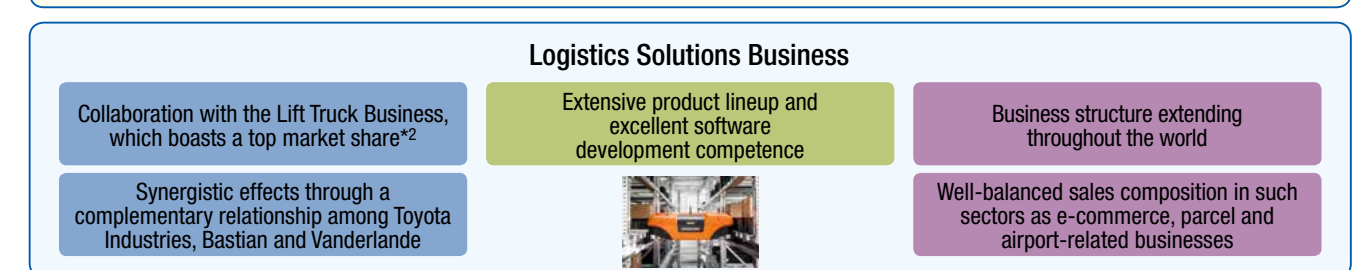 Logistics Solutions Business
Collaboration with the Lift Truck Business,
which boasts a top market share*2
Extensive product lineup and
excellent software
development competence
Business structure extending
throughout the world
Synergistic effects through a
complementary relationship among Toyota
Industries, Bastian and Vanderlande
Well-balanced sales composition in such
sectors as e-commerce, parcel and
airport-related businesses